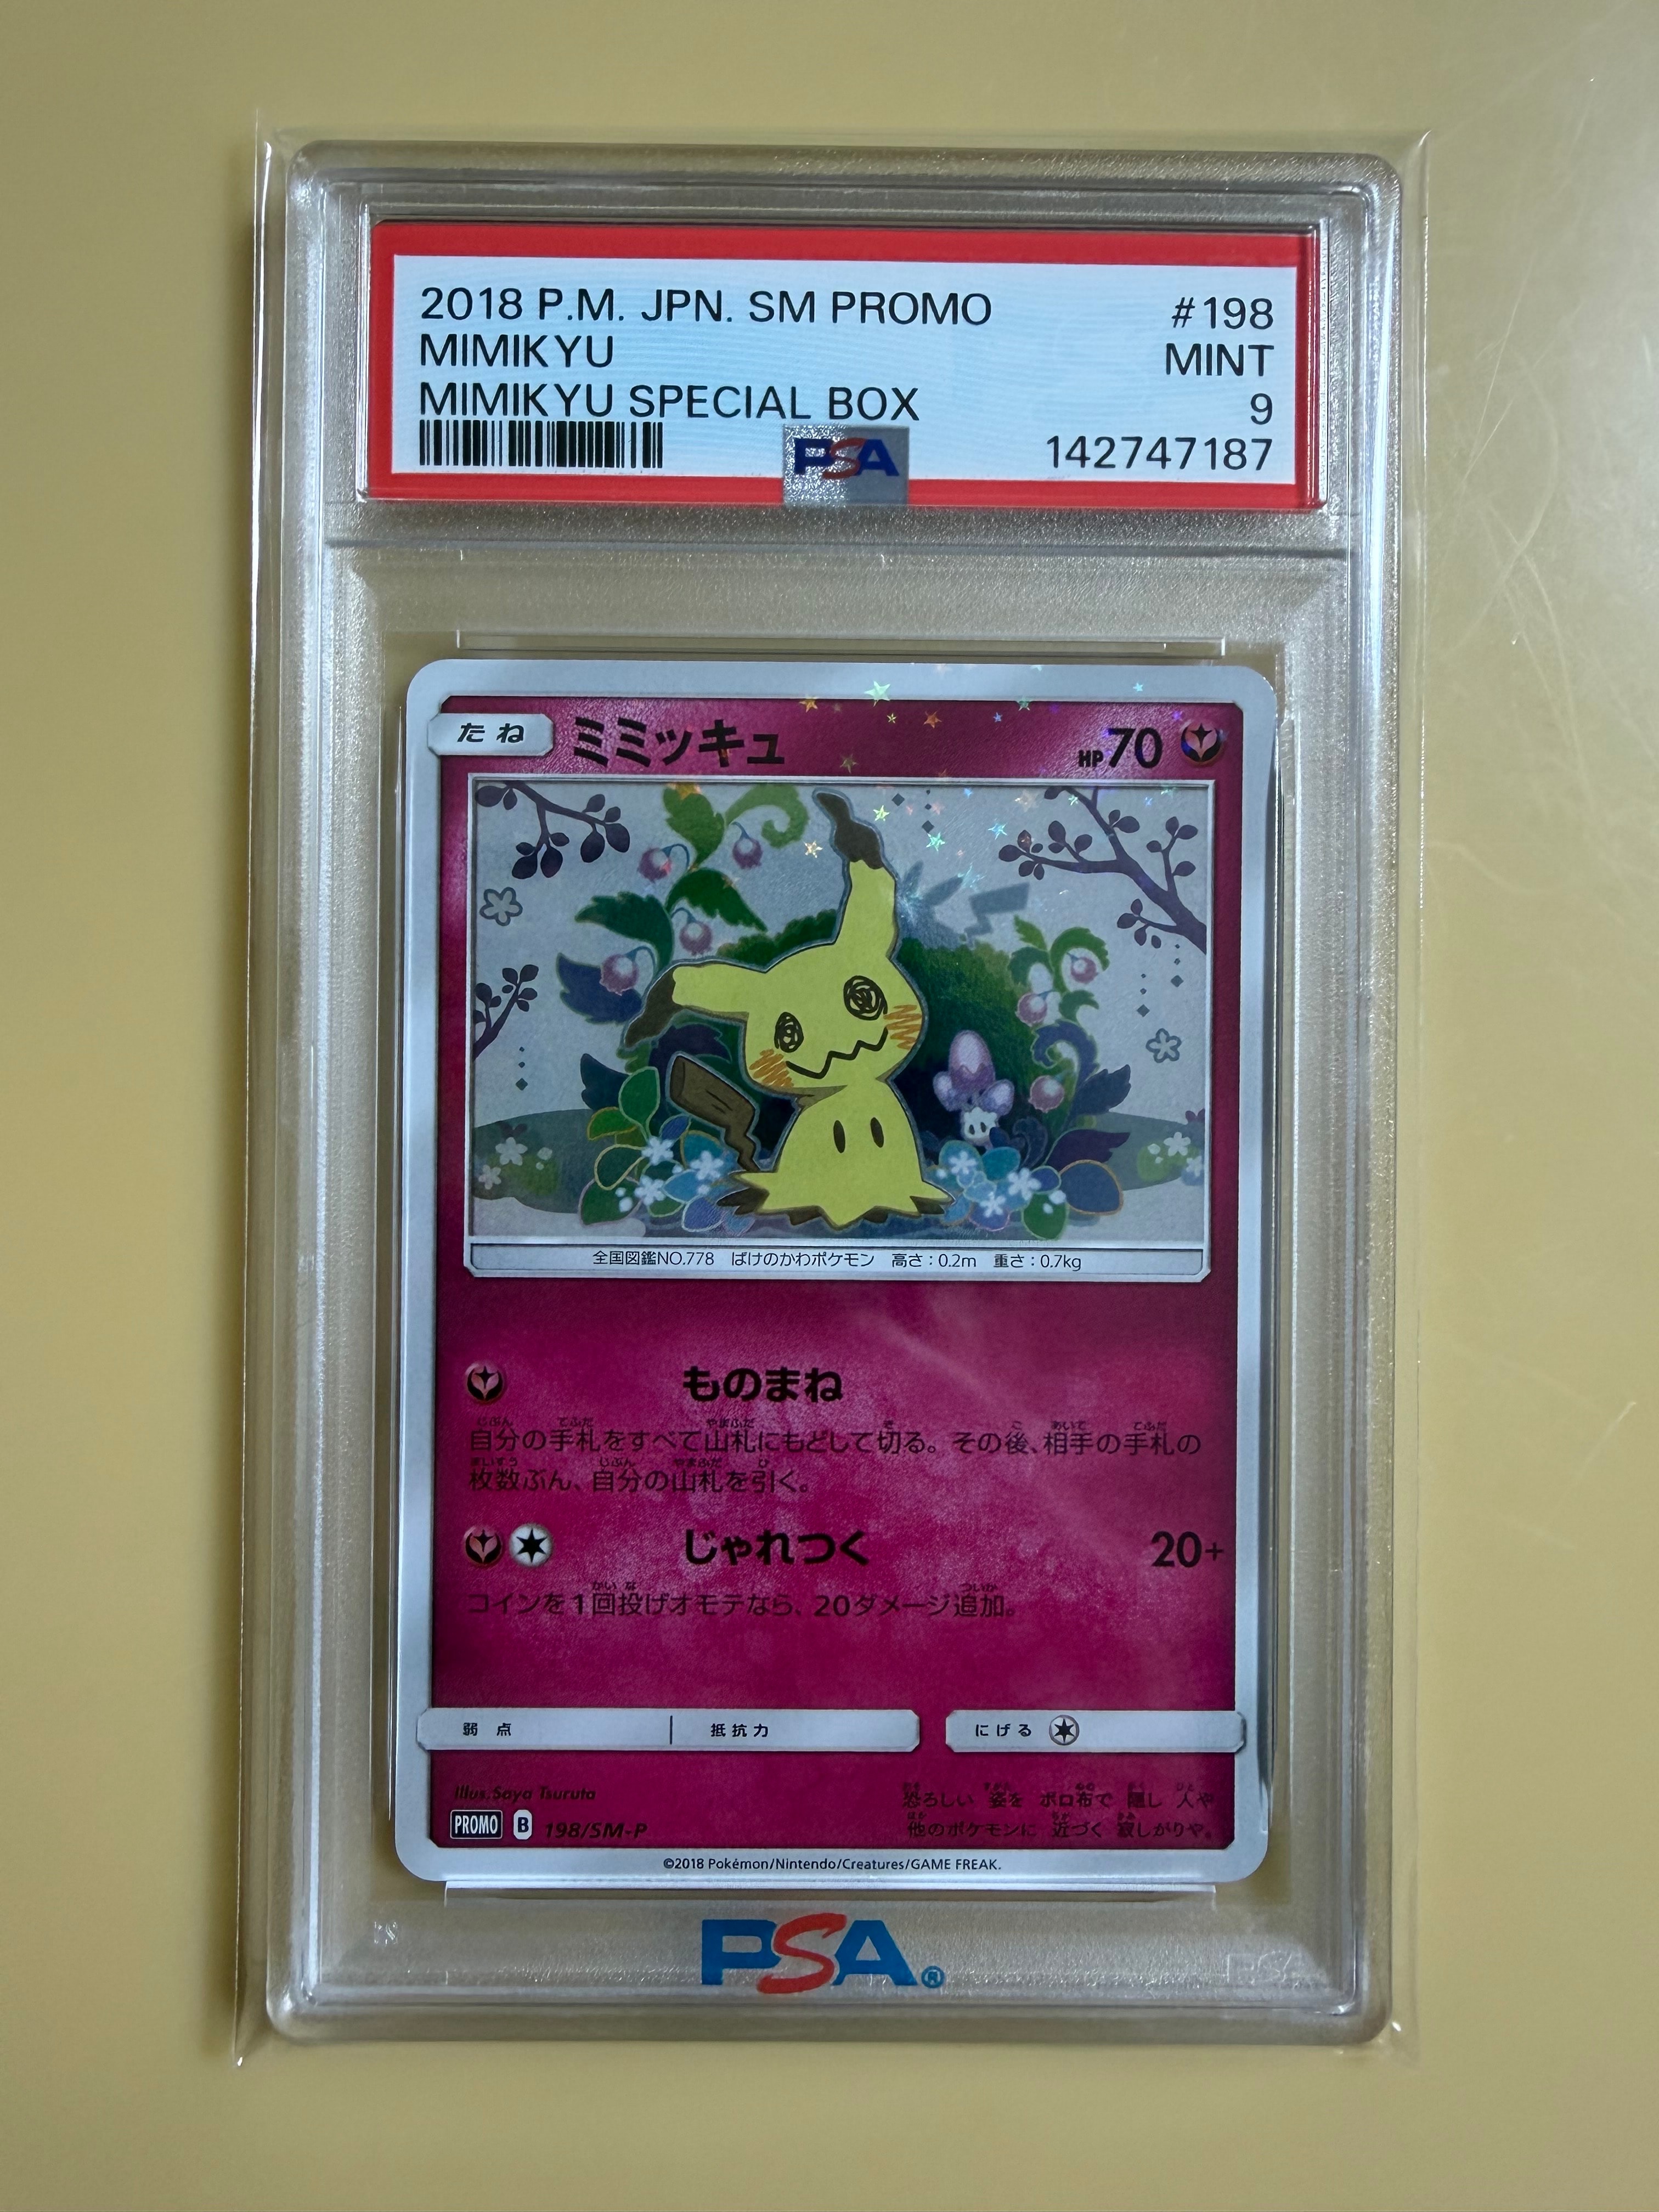 2018 P.M. JPN. SM PROMO #198
MIMIKYU MINT
MIMIKYU SPECIAL BOX 9
PSA 142747187
たね ミミッキュ HP70
全国図鑑NO.778 ばけのかわポケモン 高さ:0.2m 重さ:0.7kg
ものまね
自分の手札をすべて山札にもどして切る。その後、相手の手札の
枚数ぶん、自分の山札を引く。
じゃれつく 20+
コインを1回投げオモテなら、20ダメージ追加。
弱点 抵抗力 にげる
Illus. Saya Tsuruta
恐ろしい 姿を ボロ布で 隠し 人や
PROMO B 198/SM-P
他のポケモンに 近づく 寂しがりや。
©2018 Pokémon/Nintendo/Creatures/GAME FREAK.
PSA®